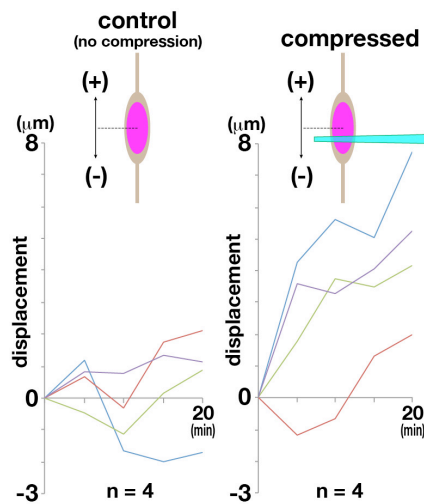 control
(no compression)
(+)
(-)
(μm)
8
displacement
0
-3
20
(min)
n = 4
compressed
(+)
(-)
(μm)
8
displacement
0
-3
20
(min)
n = 4